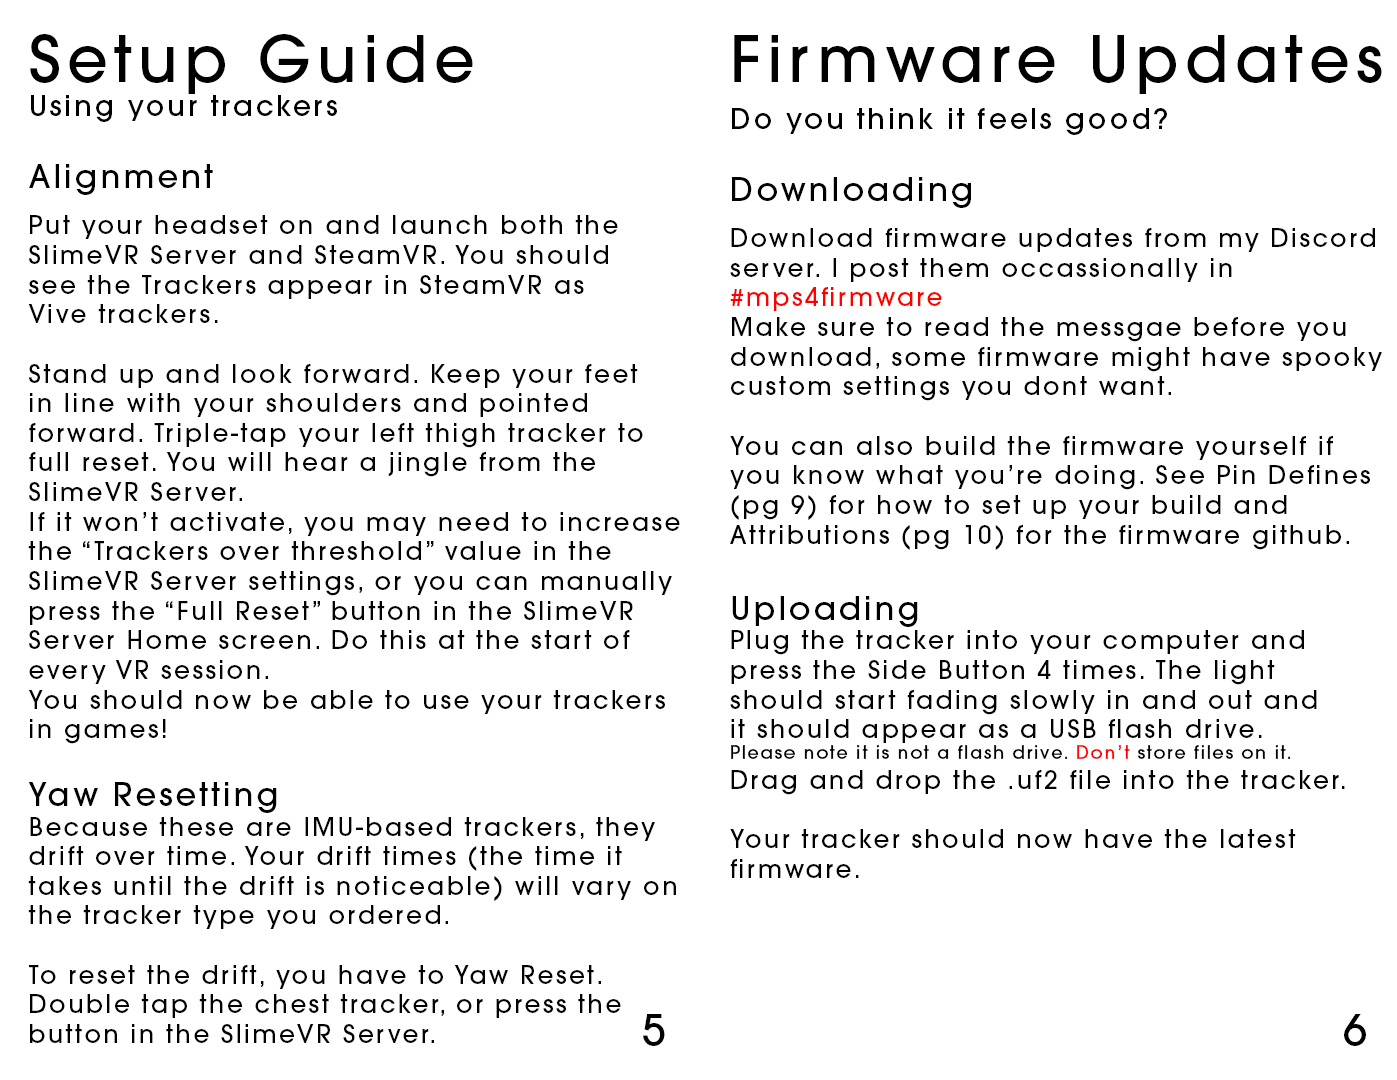 Setup Guide
Using your trackers
Alignment
Put your headset on and launch both the
SlimeVR Server and SteamVR. You should
see the Trackers appear in SteamVR as
Vive trackers.
Stand up and look forward. Keep your feet
in line with your shoulders and pointed
forward. Triple-tap your left thigh tracker to
full reset. You will hear a jingle from the
SlimeVR Server.
If it won’t activate, you may need to increase
the “Trackers over threshold” value in the
SlimeVR Server settings, or you can manually
press the “Full Reset” button in the SlimeVR
Server Home screen. Do this at the start of
every VR session.
You should now be able to use your trackers
in games!
Yaw Resetting
Because these are IMU-based trackers, they
drift over time. Your drift times (the time it
takes until the drift is noticeable) will vary on
the tracker type you ordered.
To reset the drift, you have to Yaw Reset.
Double tap the chest tracker, or press the
button in the SlimeVR Server.
5
Firmware Updates
Do you think it feels good?
Downloading
Download firmware updates from my Discord
server. I post them occassionally in
#mps4firmware
Make sure to read the messgae before you
download, some firmware might have spooky
custom settings you dont want.
You can also build the firmware yourself if
you know what you’re doing. See Pin Defines
(pg 9) for how to set up your build and
Attributions (pg 10) for the firmware github.
Uploading
Plug the tracker into your computer and
press the Side Button 4 times. The light
should start fading slowly in and out and
it should appear as a USB flash drive.
Please note it is not a flash drive. Don’t store files on it.
Drag and drop the .uf2 file into the tracker.
Your tracker should now have the latest
firmware.
6